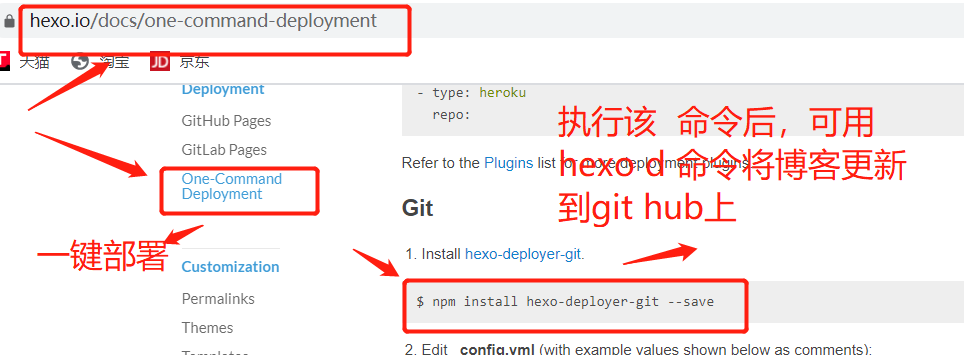 hexo.io/docs/one-command-deployment
天猫 淘宝 JD 京东
Deployment
GitHub Pages
GitLab Pages
One-Command
Deployment
一键部署
Customization
Permalinks
Themes
- type: heroku
repo:
Refer to the Plugins list for more deployment plugins.
执行该 命令后，可用
hexo d 命令将博客更新
到git hub上
Git
1. Install hexo-deployer-git.
$ npm install hexo-deployer-git --save
2. Edit _config.yml (with example values shown below as comments):